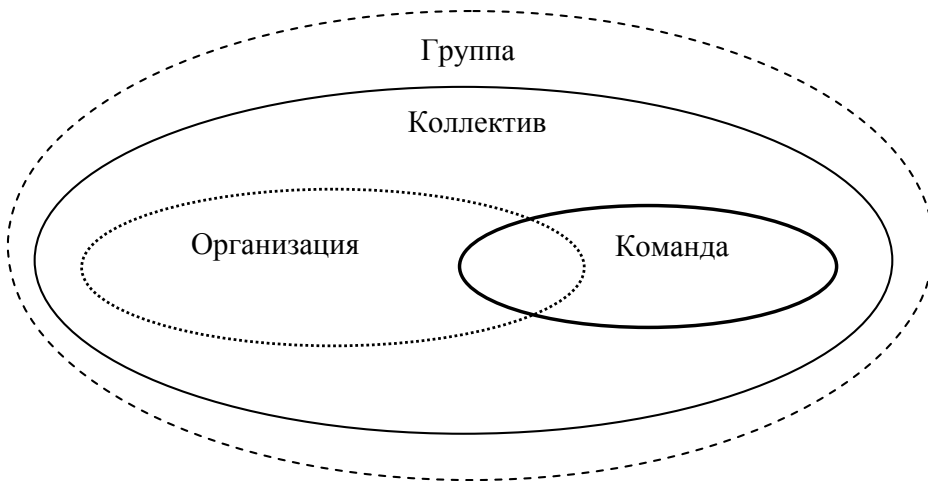 Группа
Коллектив
Организация
Команда